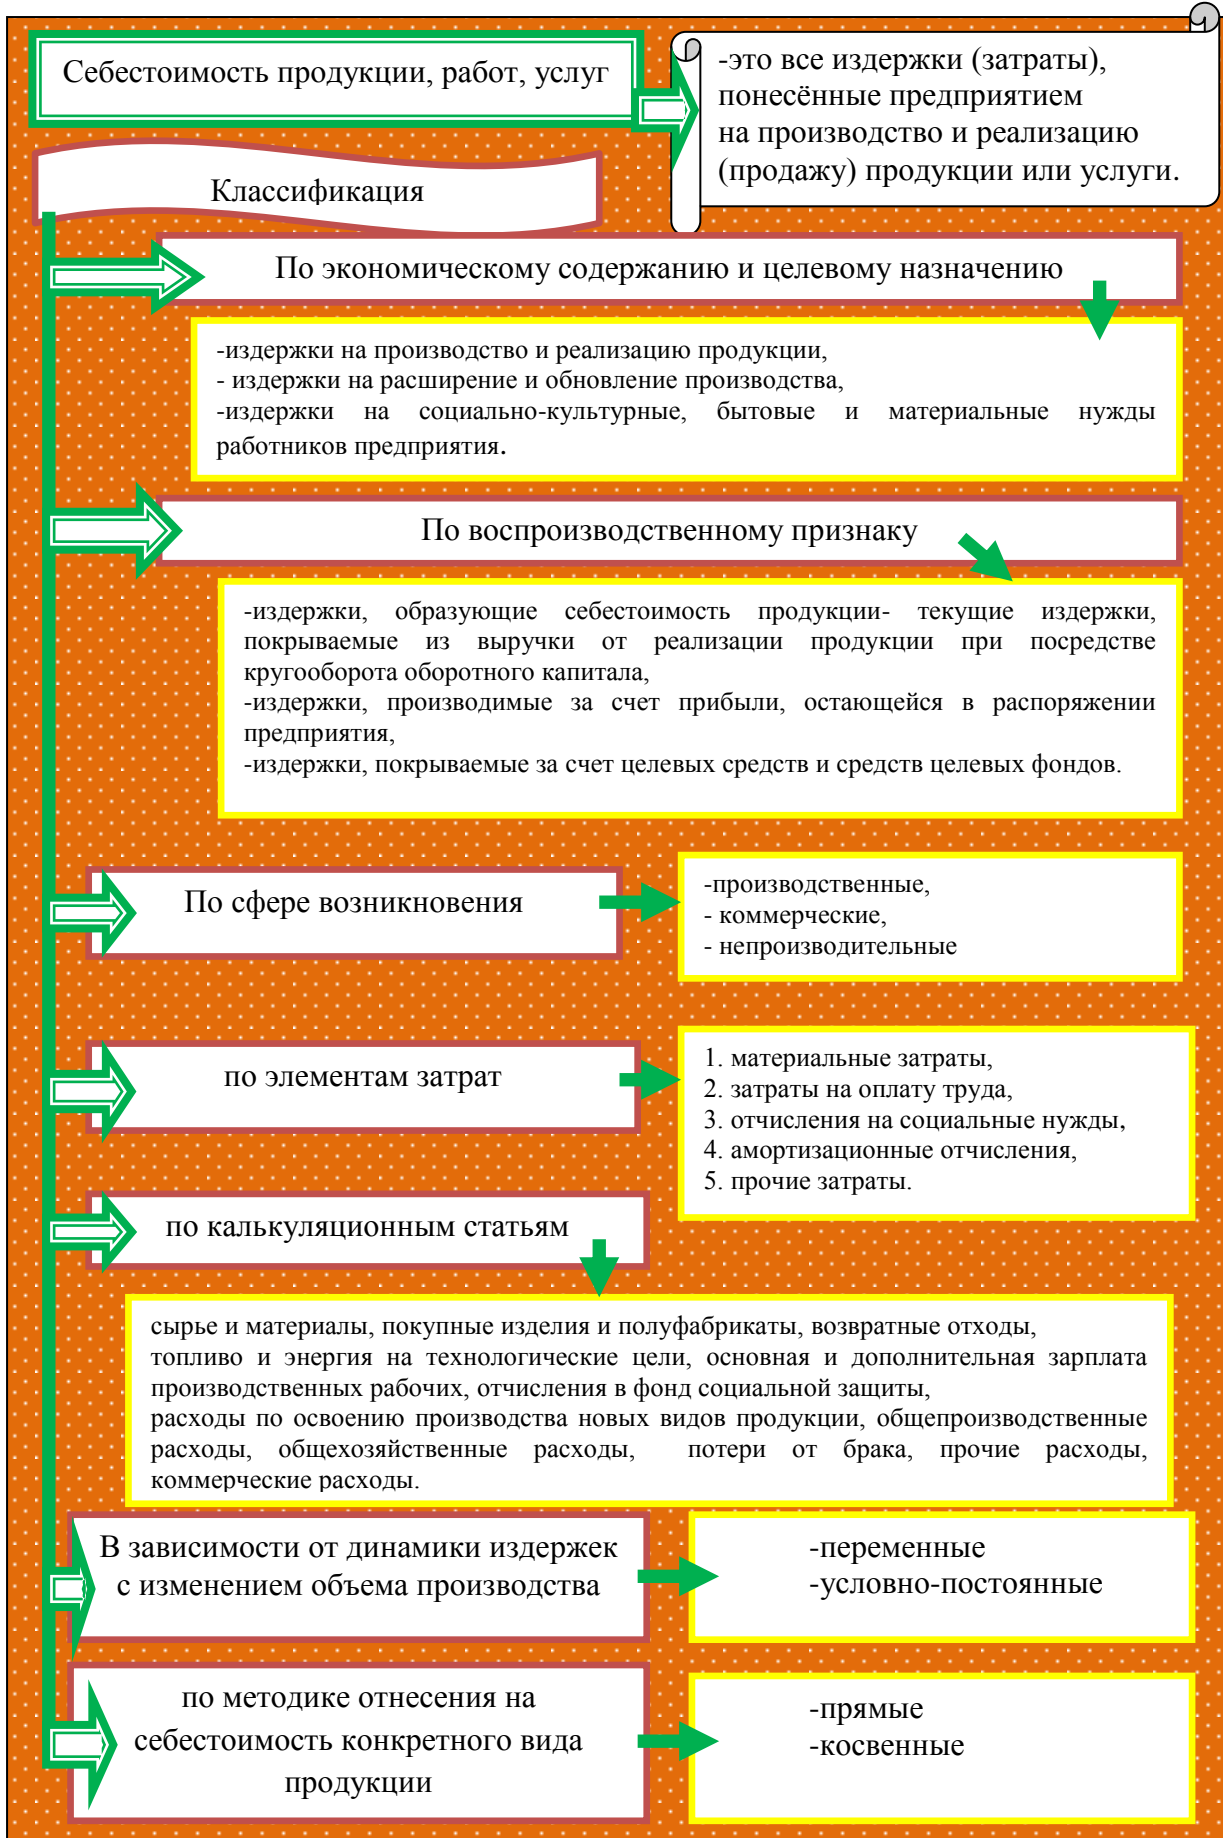 Себестоимость продукции, работ, услуг
-это все издержки (затраты),
понесённые предприятием
на производство и реализацию
(продажу) продукции или услуги.
Классификация
По экономическому содержанию и целевому назначению
-издержки на производство и реализацию продукции,
- издержки на расширение и обновление производства,
-издержки на социально-культурные, бытовые и материальные нужды
работников предприятия.
По воспроизводственному признаку
-издержки, образующие себестоимость продукции- текущие издержки,
покрываемые из выручки от реализации продукции при посредстве
кругооборота оборотного капитала,
-издержки, производимые за счет прибыли, остающейся в распоряжении
предприятия,
-издержки, покрываемые за счет целевых средств и средств целевых фондов.
По сфере возникновения
-производственные,
- коммерческие,
- непроизводительные
по элементам затрат
1. материальные затраты,
2. затраты на оплату труда,
3. отчисления на социальные нужды,
4. амортизационные отчисления,
5. прочие затраты.
по калькуляционным статьям
сырье и материалы, покупные изделия и полуфабрикаты, возвратные отходы,
топливо и энергия на технологические цели, основная и дополнительная зарплата
производственных рабочих, отчисления в фонд социальной защиты,
расходы по освоению производства новых видов продукции, общепроизводственные
расходы, общехозяйственные расходы, потери от брака, прочие расходы,
коммерческие расходы.
В зависимости от динамики издержек
с изменением объема производства
-переменные
-условно-постоянные
по методике отнесения на
себестоимость конкретного вида
продукции
-прямые
-косвенные